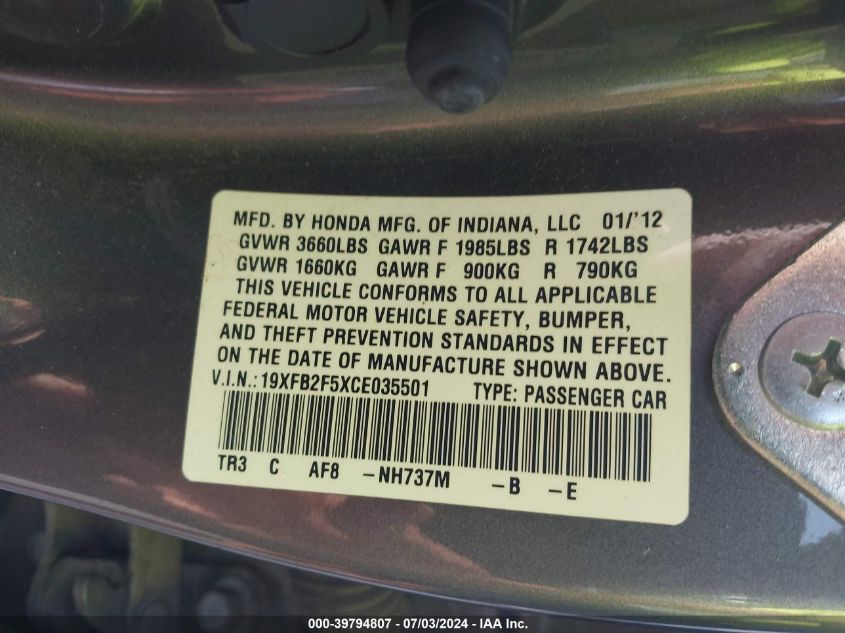 MFD. BY HONDA MFG. OF INDIANA, LLC 01/'12
GVWR 3660LBS GAWR F 1985LBS R 1742LBS
GVWR 1660KG GAWR F 900KG R 790KG
THIS VEHICLE CONFORMS TO ALL APPLICABLE
FEDERAL MOTOR VEHICLE SAFETY, BUMPER,
AND THEFT PREVENTION STANDARDS IN EFFECT
ON THE DATE OF MANUFACTURE SHOWN ABOVE.
V.I.N.: 19XFB2F5XCE035501 TYPE: PASSENGER CAR
TR3 C AF8 -NH737M -B -E
000-39794807 / 07/03/2024 - IAA Inc.